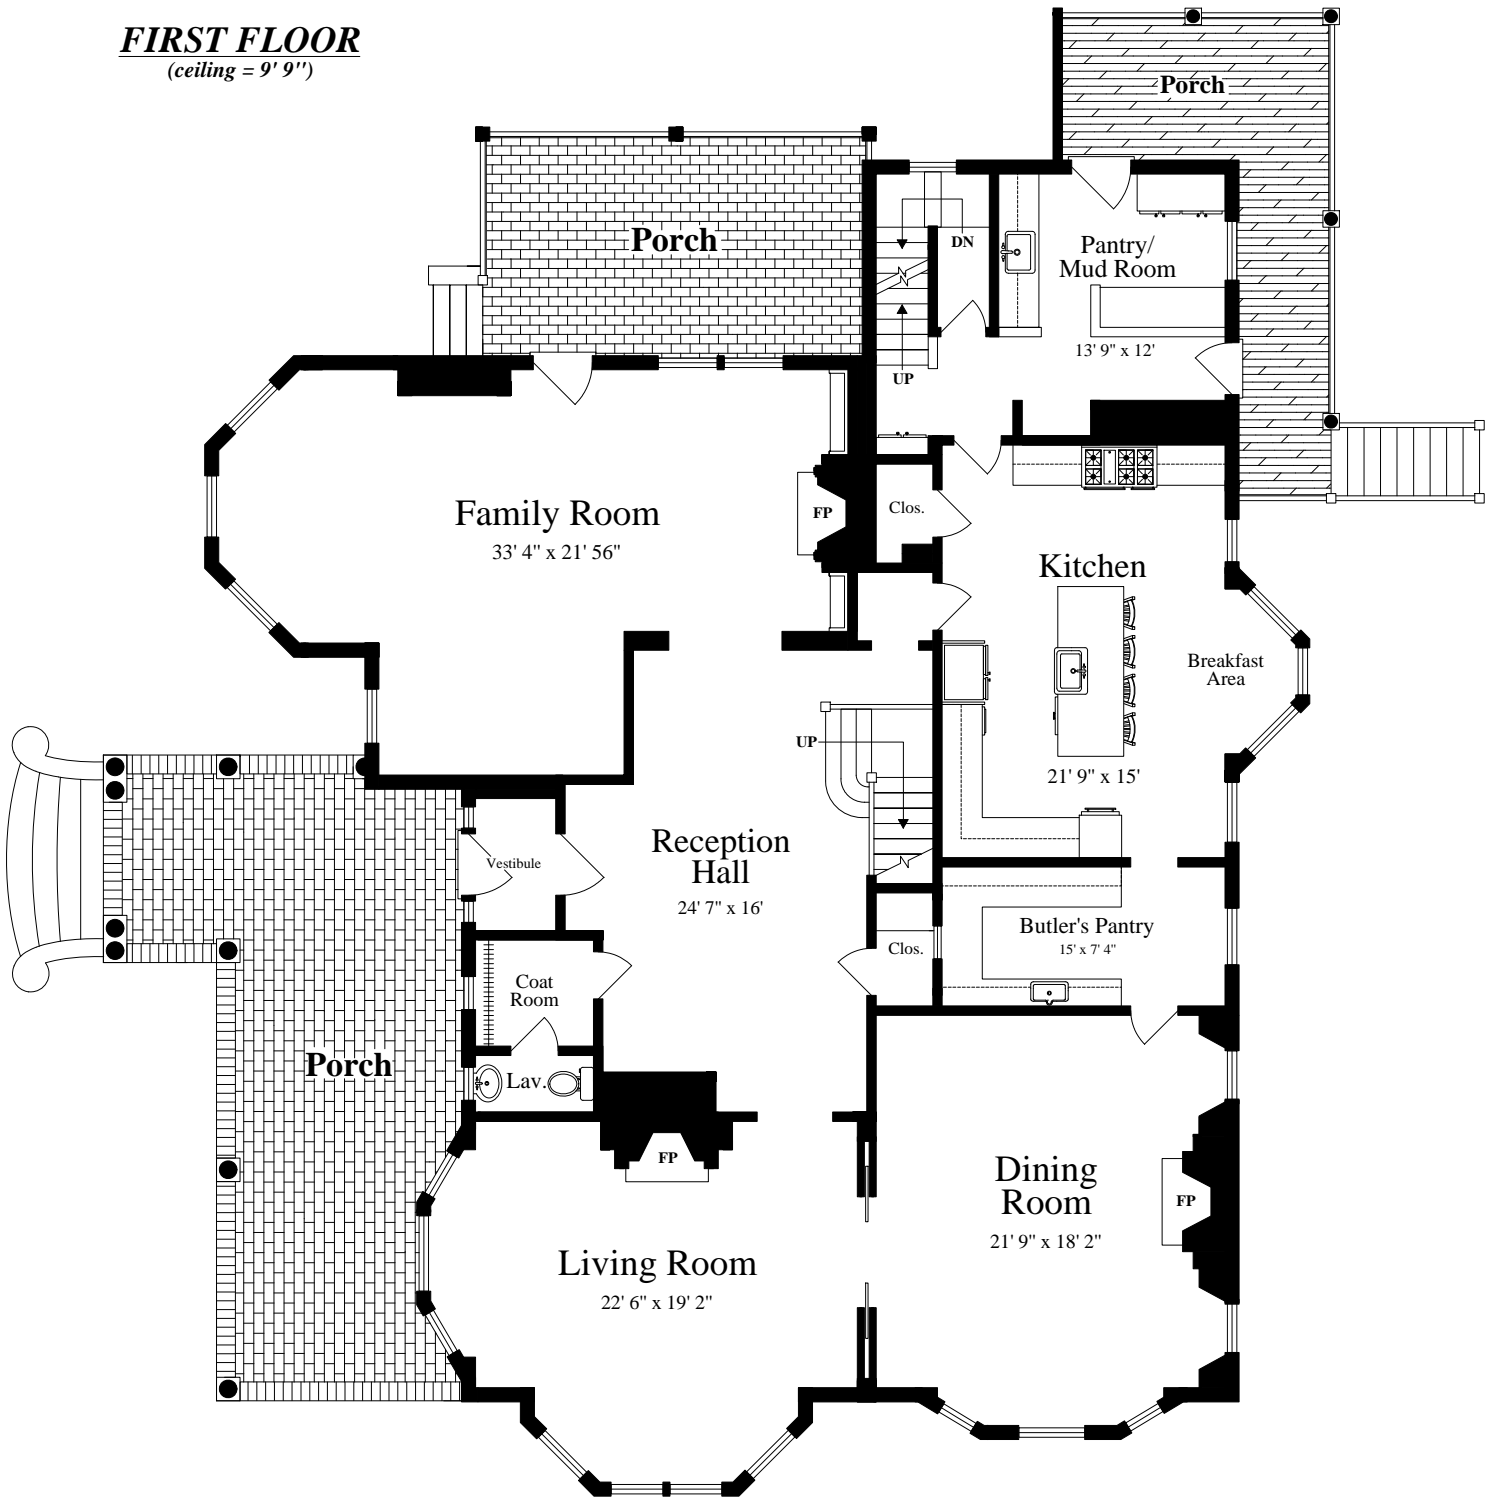 FIRST FLOOR
(ceiling = 9' 9")
Porch
Porch
DN
Pantry/
Mud Room
13' 9" x 12'
UP
Family Room
33' 4" x 21' 56"
FP
Clos.
Kitchen
Breakfast
Area
21' 9" x 15'
UP
Reception
Hall
24' 7" x 16'
Vestibule
Butler's Pantry
15' x 7' 4"
Clos.
Coat
Room
Porch
Lav.
FP
Dining
Room
21' 9" x 18' 2"
FP
Living Room
22' 6" x 19' 2"